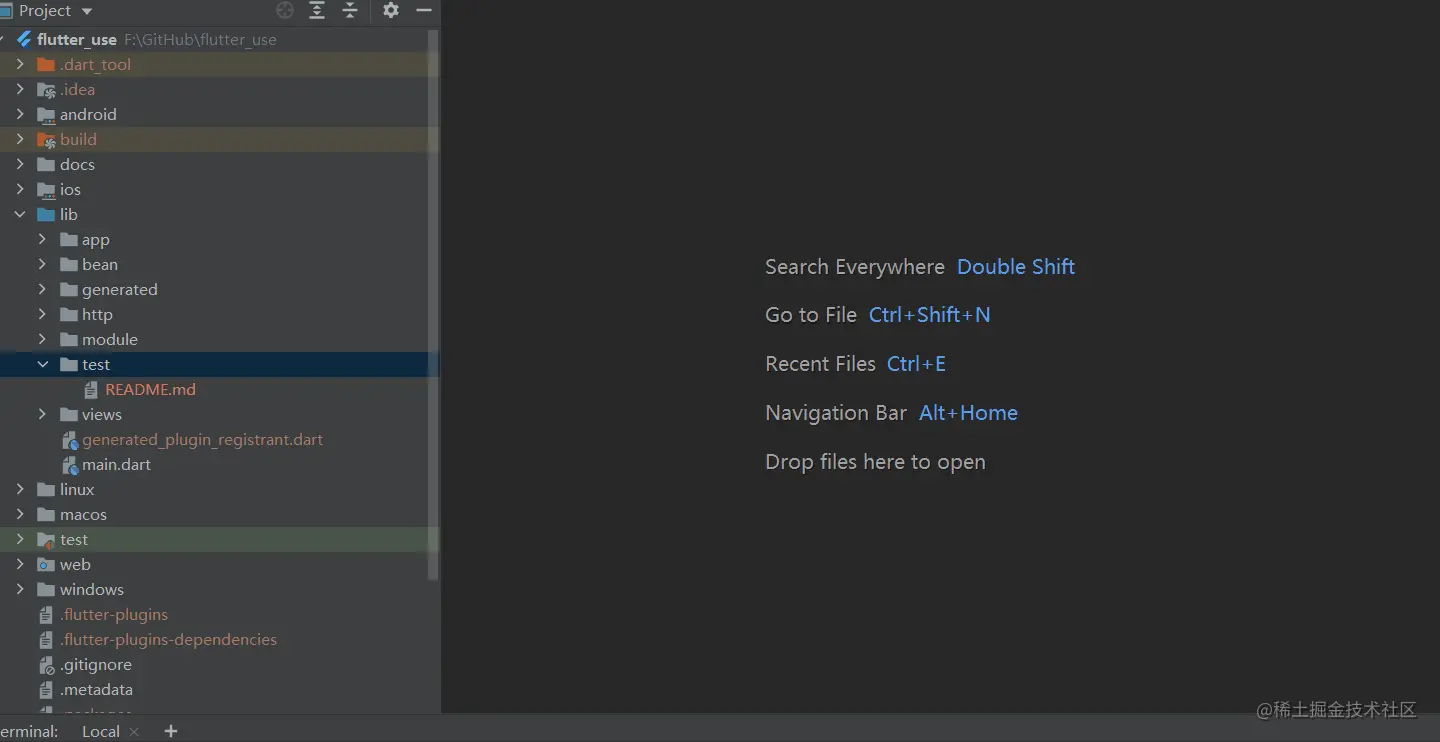 Project
flutter_use F:\GitHub\flutter_use
.dart_tool
.idea
android
build
docs
ios
lib
app
bean
generated
http
module
test
README.md
views
generated_plugin_registrant.dart
main.dart
linux
macos
test
web
windows
.flutter-plugins
.flutter-plugins-dependencies
.gitignore
.metadata
erminal: Local
Search Everywhere Double Shift
Go to File Ctrl+Shift+N
Recent Files Ctrl+E
Navigation Bar Alt+Home
Drop files here to open
@稀土掘金技术社区